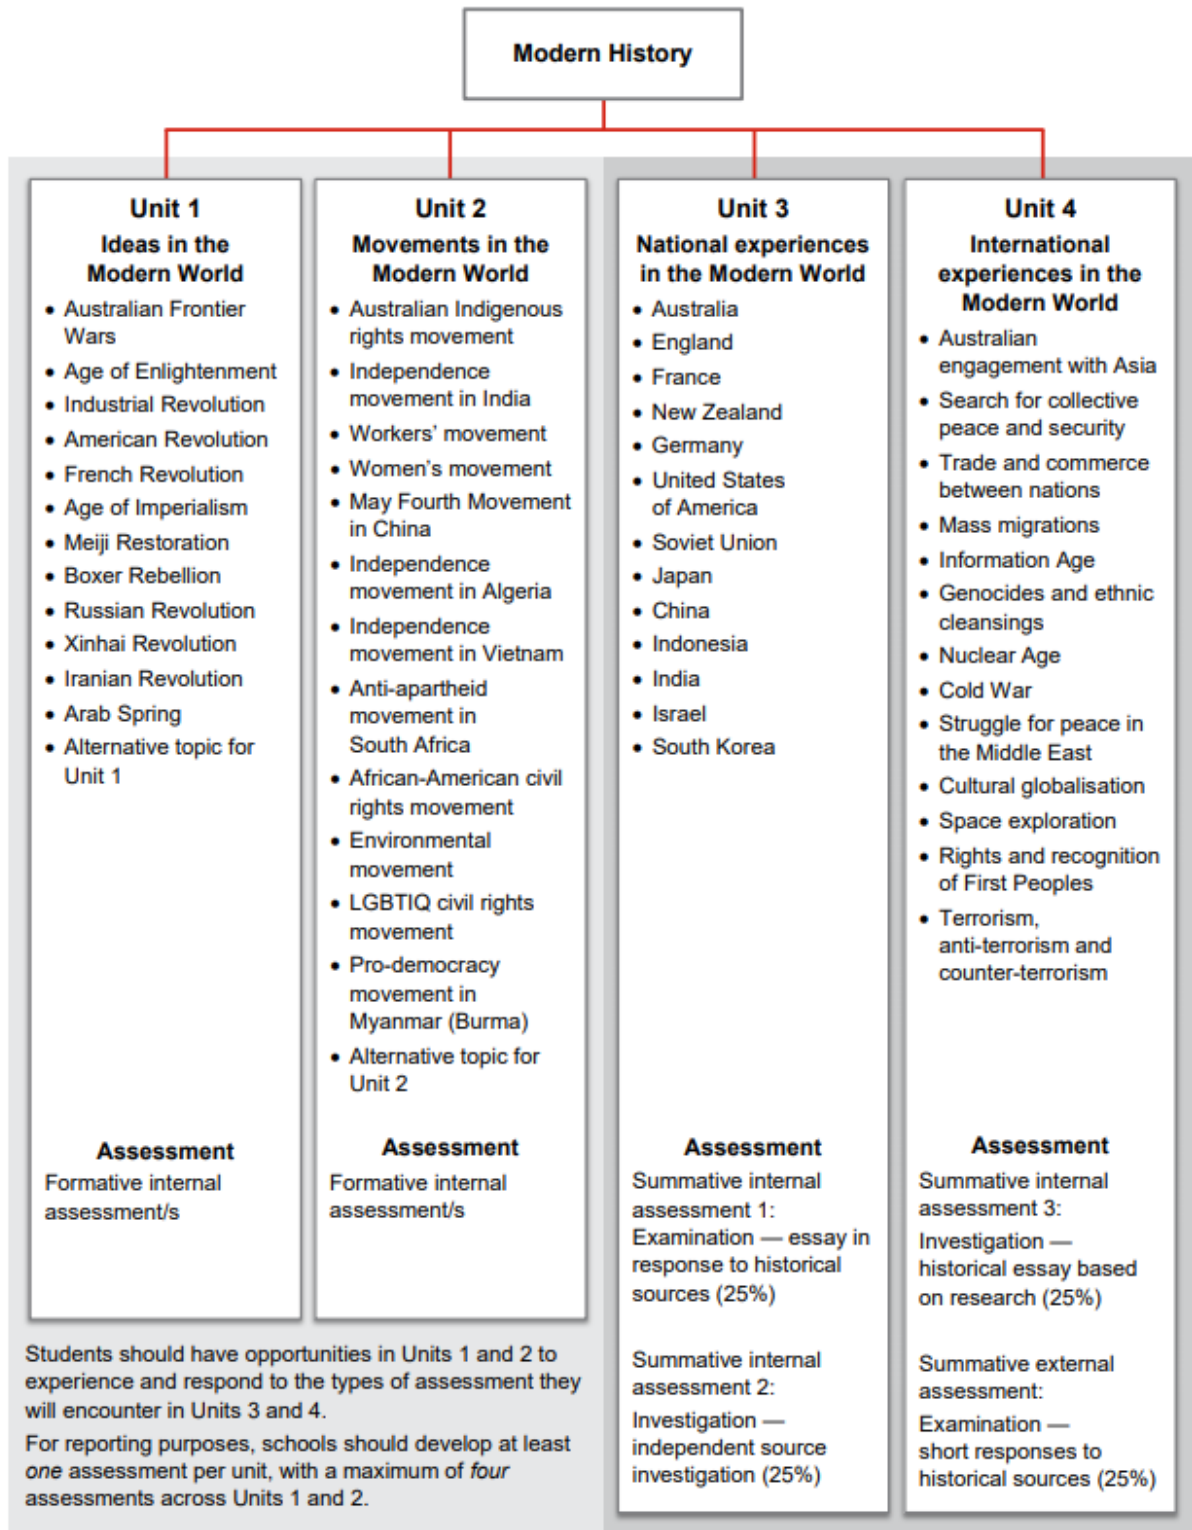 Modern History
Unit 1
Ideas in the
Modern World
• Australian Frontier
Wars
• Age of Enlightenment
• Industrial Revolution
• American Revolution
• French Revolution
• Age of Imperialism
• Meiji Restoration
• Boxer Rebellion
• Russian Revolution
• Xinhai Revolution
• Iranian Revolution
• Arab Spring
• Alternative topic for
Unit 1
Assessment
Formative internal
assessment/s
Unit 2
Movements in the
Modern World
• Australian Indigenous
rights movement
• Independence
movement in India
• Workers’ movement
• Women’s movement
• May Fourth Movement
in China
• Independence
movement in Algeria
• Independence
movement in Vietnam
• Anti-apartheid
movement in
South Africa
• African-American civil
rights movement
• Environmental
movement
• LGBTIQ civil rights
movement
• Pro-democracy
movement in
Myanmar (Burma)
• Alternative topic for
Unit 2
Assessment
Formative internal
assessment/s
Students should have opportunities in Units 1 and 2 to
experience and respond to the types of assessment they
will encounter in Units 3 and 4.
For reporting purposes, schools should develop at least
one assessment per unit, with a maximum of four
assessments across Units 1 and 2.
Unit 3
National experiences
in the Modern World
• Australia
• England
• France
• New Zealand
• Germany
• United States
of America
• Soviet Union
• Japan
• China
• Indonesia
• India
• Israel
• South Korea
Assessment
Summative internal
assessment 1:
Examination — essay in
response to historical
sources (25%)
Summative internal
assessment 2:
Investigation —
independent source
investigation (25%)
Unit 4
International
experiences in the
Modern World
• Australian
engagement with Asia
• Search for collective
peace and security
• Trade and commerce
between nations
• Mass migrations
• Information Age
• Genocides and ethnic
cleansings
• Nuclear Age
• Cold War
• Struggle for peace in
the Middle East
• Cultural globalisation
• Space exploration
• Rights and recognition
of First Peoples
• Terrorism,
anti-terrorism and
counter-terrorism
Assessment
Summative internal
assessment 3:
Investigation —
historical essay based
on research (25%)
Summative external
assessment:
Examination —
short responses to
historical sources (25%)